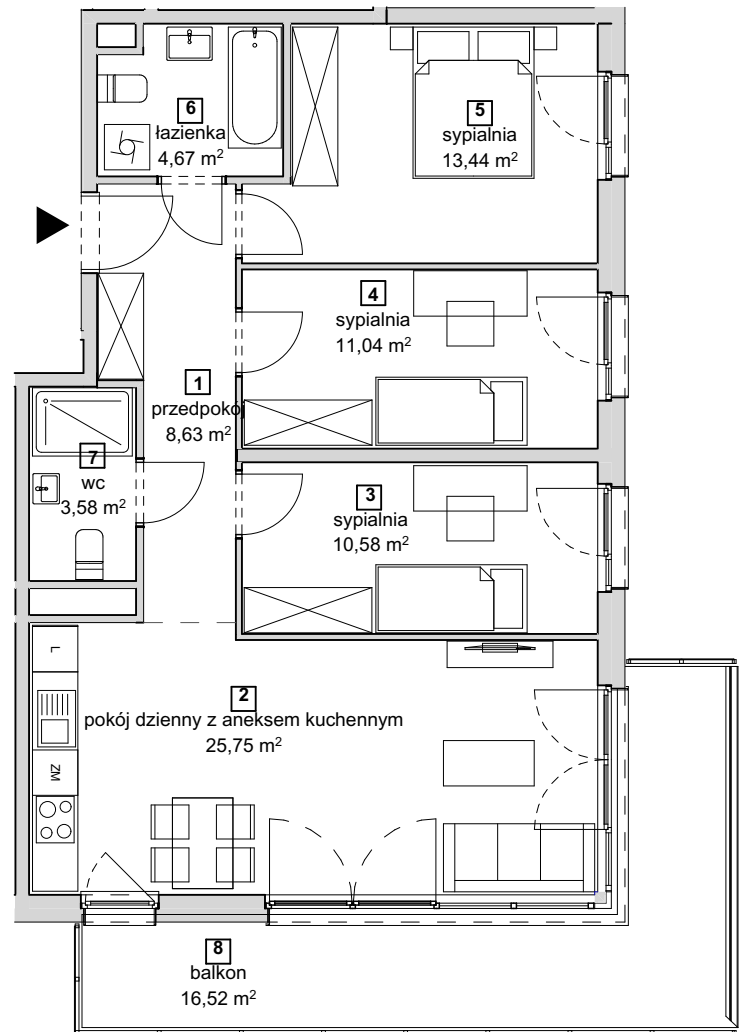 6
łazienka
4,67 m²
5
sypialnia
13,44 m²
4
sypialnia
11,04 m²
1
przedpokój
8,63 m²
7
wc
3,58 m²
3
sypialnia
10,58 m²
L
2
pokój dzienny z aneksem kuchennym
25,75 m²
ZM
8
balkon
16,52 m²